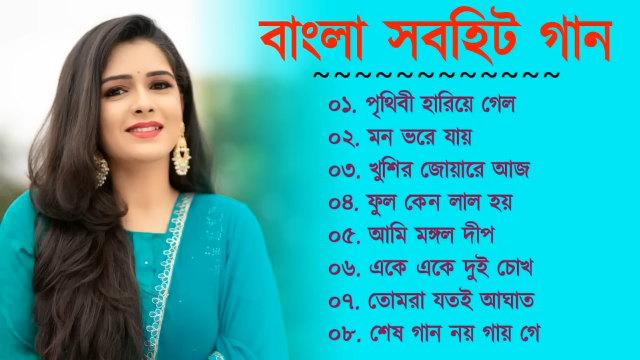 বাংলা সবহিট গান
~~~~~~~~~~~~
০১. পৃথিবী হারিয়ে গেল
০২. মন ভরে যায়
০৩. খুশির জোয়ারে আজ
০৪. ফুল কেন লাল হয়
০৫. আমি মঙ্গল দীপ
০৬. একে একে দুই চোখ
০৭. তোমরা যতই আঘাত
০৮. শেষ গান নয় গায় গে